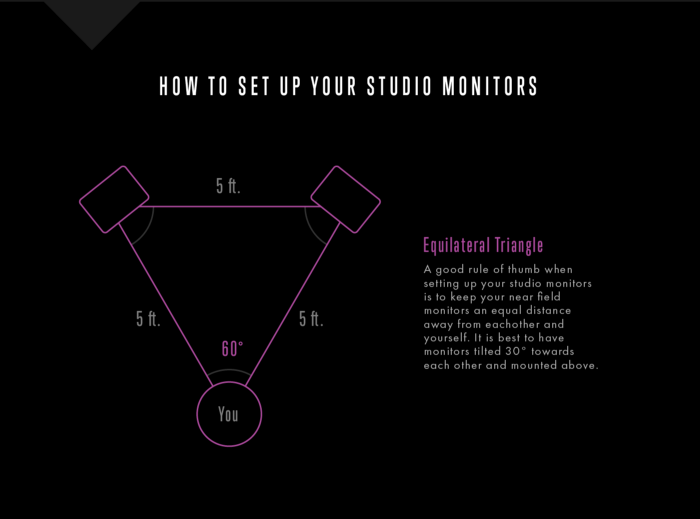 HOW TO SET UP YOUR STUDIO MONITORS
5 ft.
5 ft.
5 ft.
60°
You
Equilateral Triangle
A good rule of thumb when
setting up your studio monitors
is to keep your near field
monitors an equal distance
away from eachother and
yourself. It is best to have
monitors tilted 30° towards
each other and mounted above.